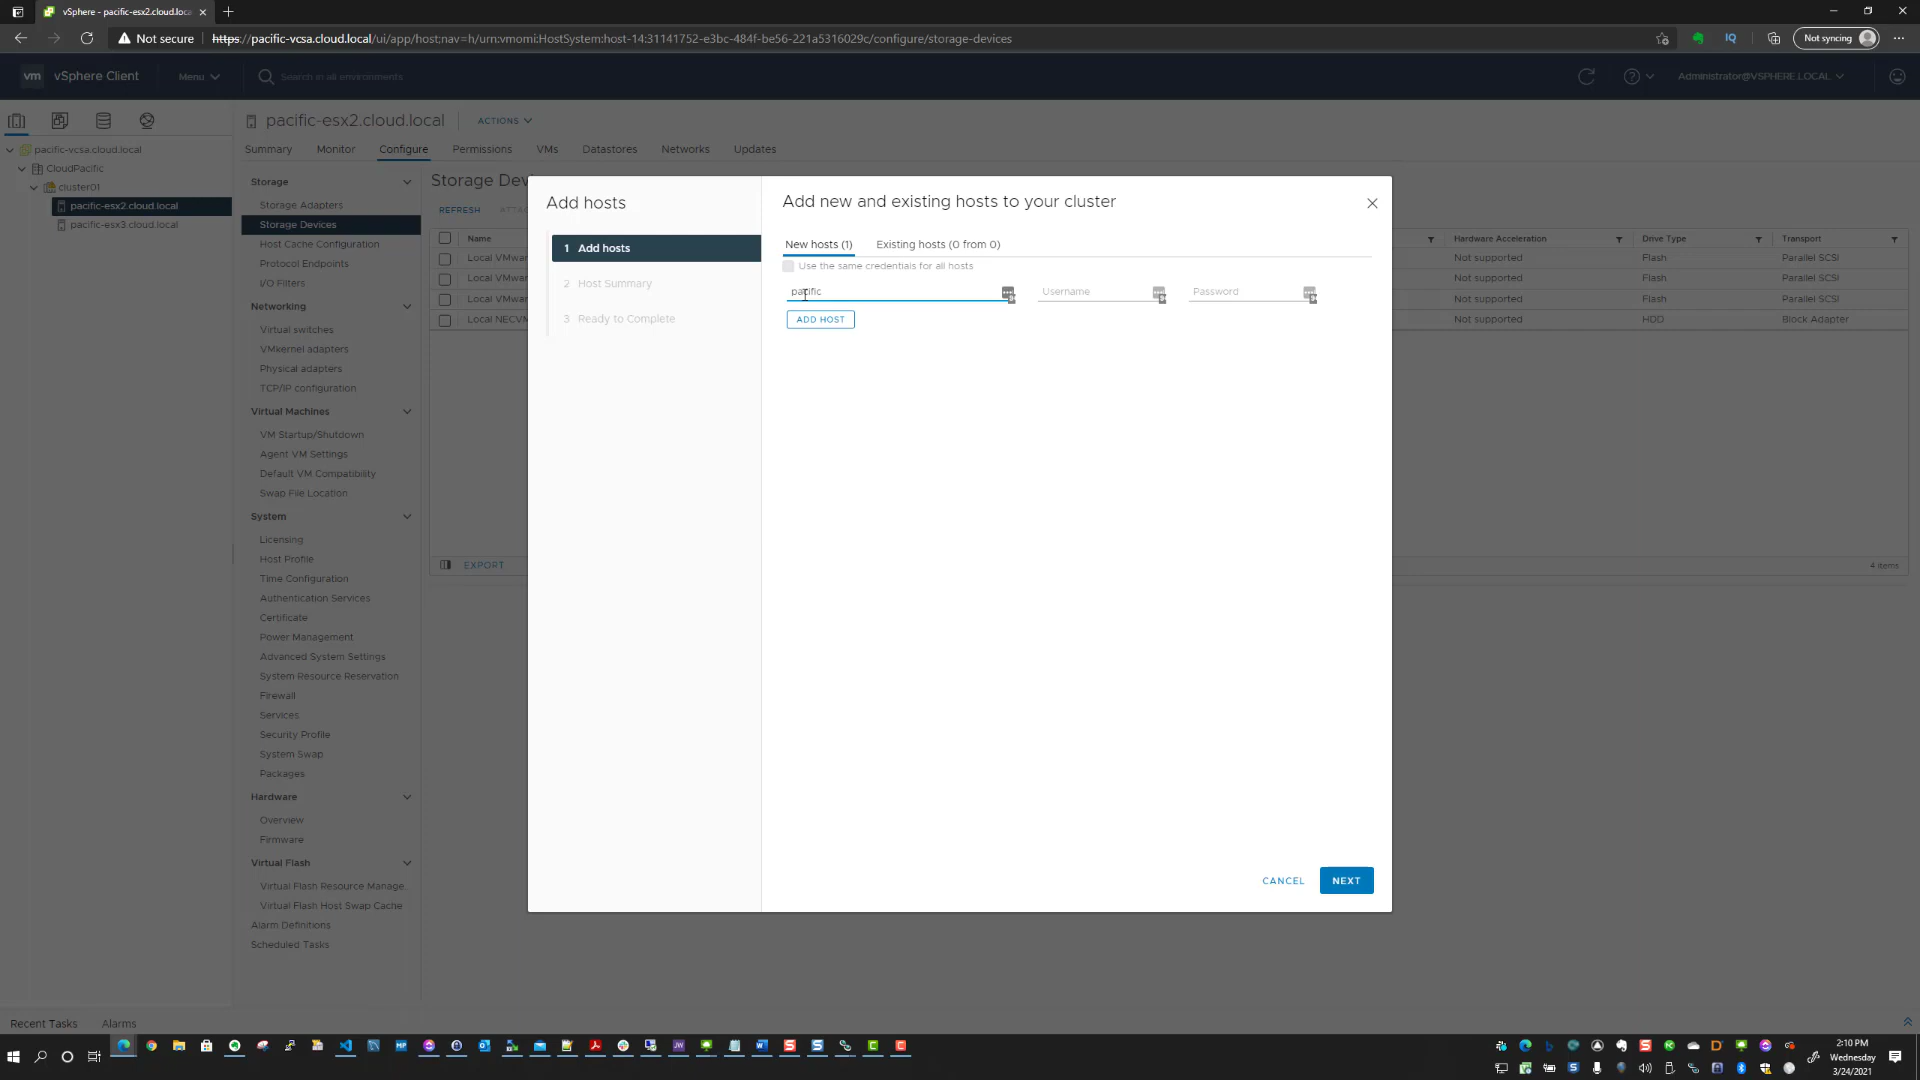 vSphere - pacific-esx2.cloud.loca
Not secure
https://pacific-vcsa.cloud.local/ui/app/host;nav=h/urn:vmomi:HostSystem:host-14:31141752-e3bc-484f-be56-221a5316029c/configure/storage-devices
IQ
Not syncing
vm
vSphere Client
Menu
Search in all environments
Administrator@VSPHERE.LOCAL
pacific-esx2.cloud.local
ACTIONS
Summary
Monitor
Configure
Permissions
VMs
Datastores
Networks
Updates
pacific-vcsa.cloud.local
CloudPacific
cluster01
pacific-esx2.cloud.local
pacific-esx3.cloud.local
Storage
Storage Adapters
Storage Devices
Host Cache Configuration
Protocol Endpoints
I/O Filters
Networking
Virtual switches
VMkernel adapters
Physical adapters
TCP/IP configuration
Virtual Machines
VM Startup/Shutdown
Agent VM Settings
Default VM Compatibility
Swap File Location
System
Licensing
Host Profile
Time Configuration
Authentication Services
Certificate
Power Management
Advanced System Settings
System Resource Reservation
Firewall
Services
Security Profile
System Swap
Packages
Hardware
Overview
Firmware
Virtual Flash
Virtual Flash Resource Manage...
Virtual Flash Host Swap Cache
Alarm Definitions
Scheduled Tasks
Storage Dev
REFRESH
ATTAC
Name
Hardware Acceleration
Drive Type
Transport
Local VMwar
Not supported
Flash
Parallel SCSI
Local VMwar
Not supported
Flash
Parallel SCSI
Local VMwar
Not supported
Flash
Parallel SCSI
Local NECVM
Not supported
HDD
Block Adapter
EXPORT
4 items
Add hosts
1 Add hosts
2 Host Summary
3 Ready to Complete
Add new and existing hosts to your cluster
New hosts (1)
Existing hosts (0 from 0)
Use the same credentials for all hosts
pacific
Username
Password
ADD HOST
CANCEL
NEXT
Recent Tasks
Alarms
2:10 PM
Wednesday
3/24/2021